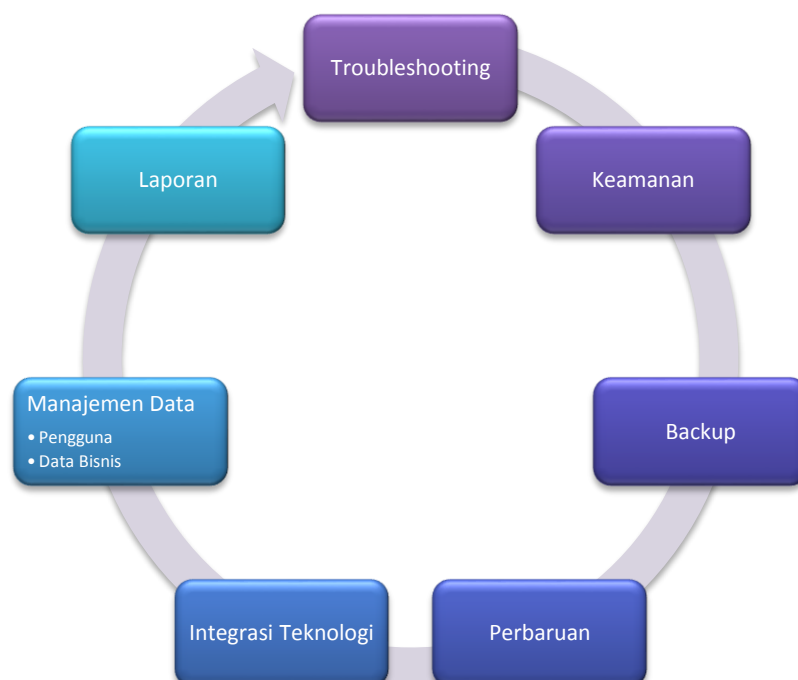 Troubleshooting
Keamanan
Backup
Perbaruan
Integrasi Teknologi
Manajemen Data
• Pengguna
• Data Bisnis
Laporan